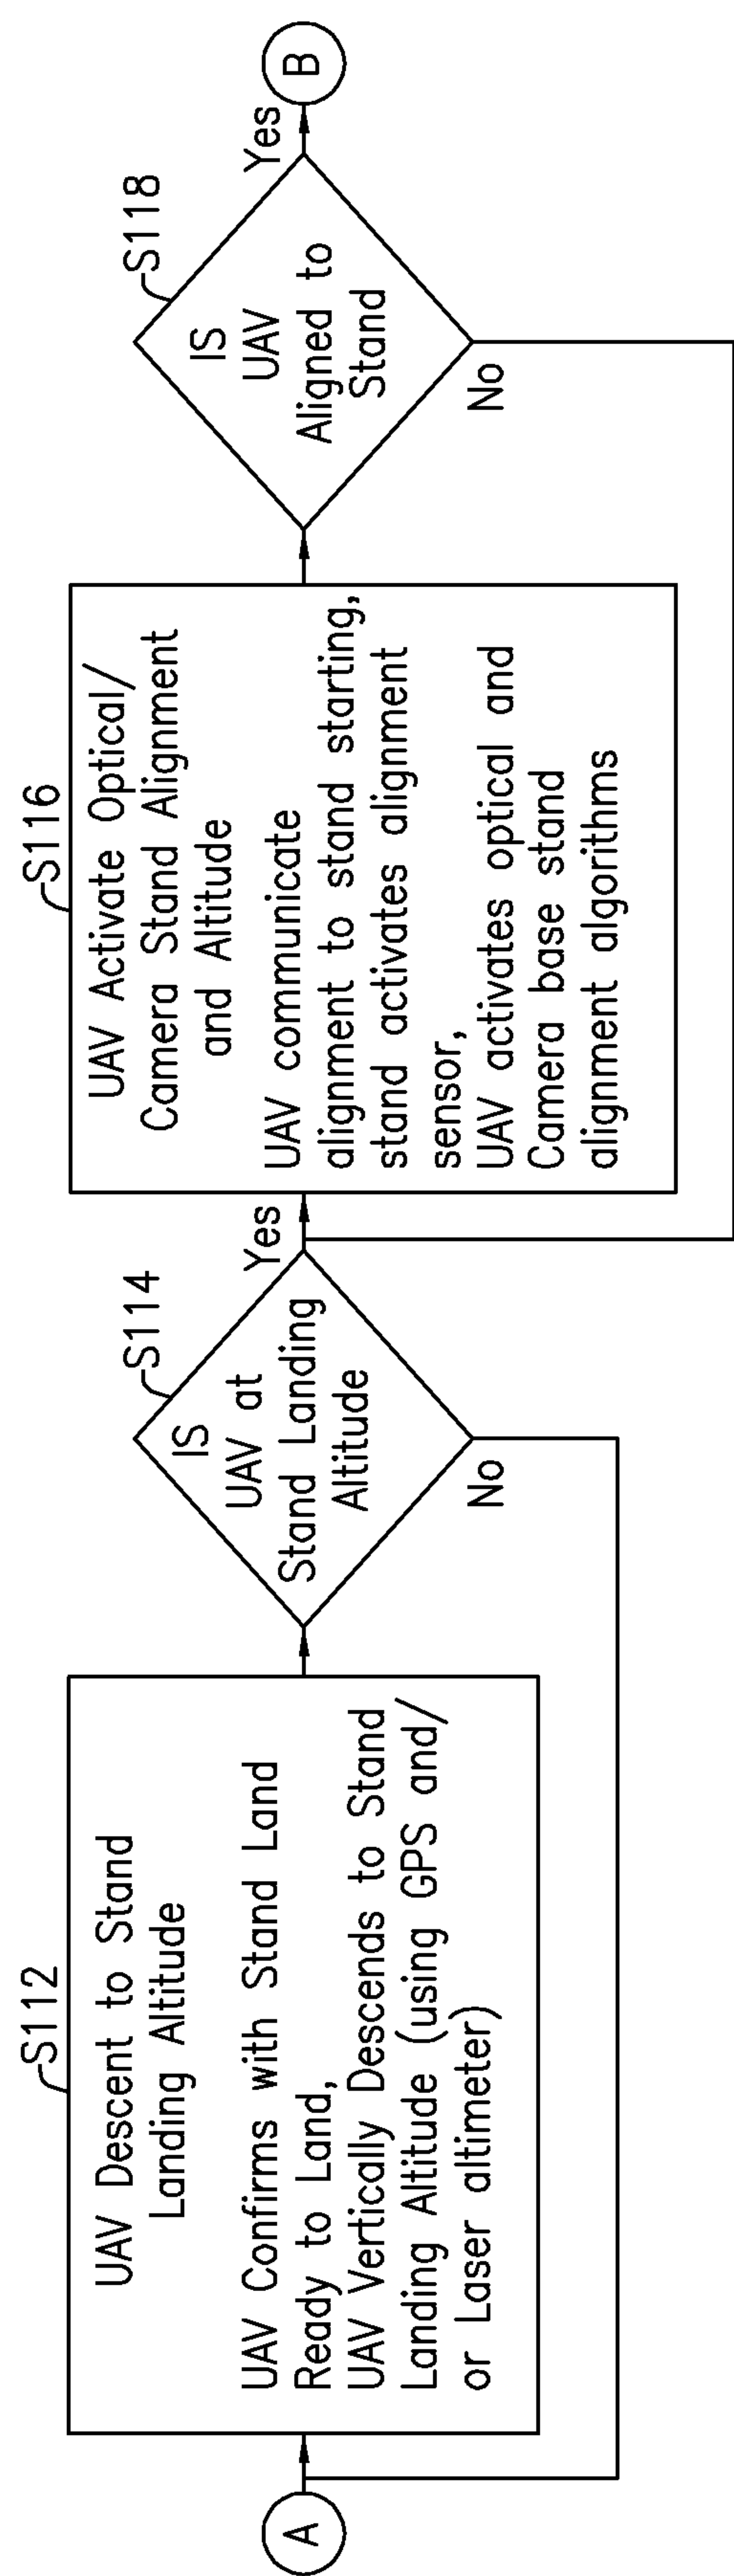 A
S112
UAV Descent to Stand
Landing Altitude
UAV Confirms with Stand Land
Ready to Land,
UAV Vertically Descends to Stand
Landing Altitude (using GPS and/
or Laser altimeter)
S114
IS
UAV at
Stand Landing
Altitude
Yes
No
S116
UAV Activate Optical/
Camera Stand Alignment
and Altitude
UAV communicate
alignment to stand starting,
stand activates alignment
sensor,
UAV activates optical and
Camera base stand
alignment algorithms
S118
IS
UAV
Aligned to
Stand
Yes
No
B